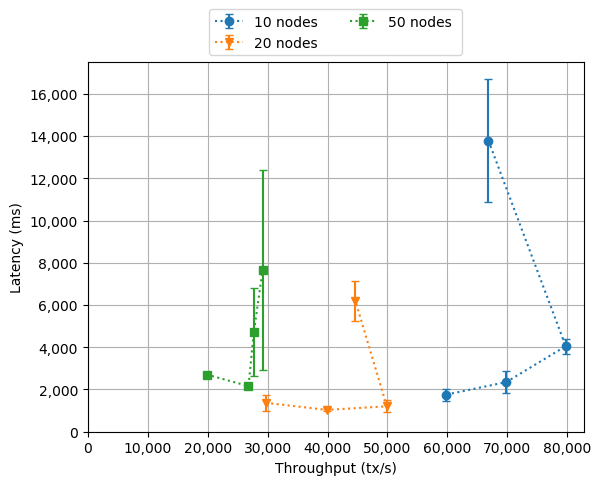 10 nodes
20 nodes
50 nodes
Latency (ms)
16,000
14,000
12,000
10,000
8,000
6,000
4,000
2,000
0
0 10,000 20,000 30,000 40,000 50,000 60,000 70,000 80,000
Throughput (tx/s)